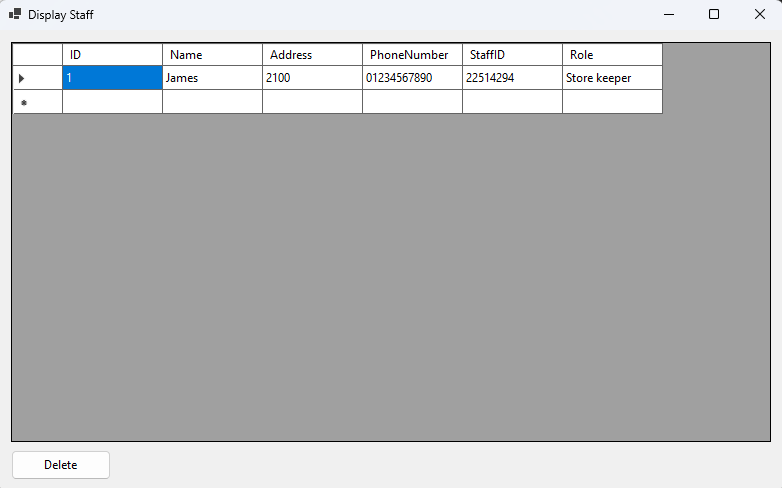 Display Staff
ID Name Address PhoneNumber StaffID Role
1 James 2100 01234567890 22514294 Store keeper
Delete